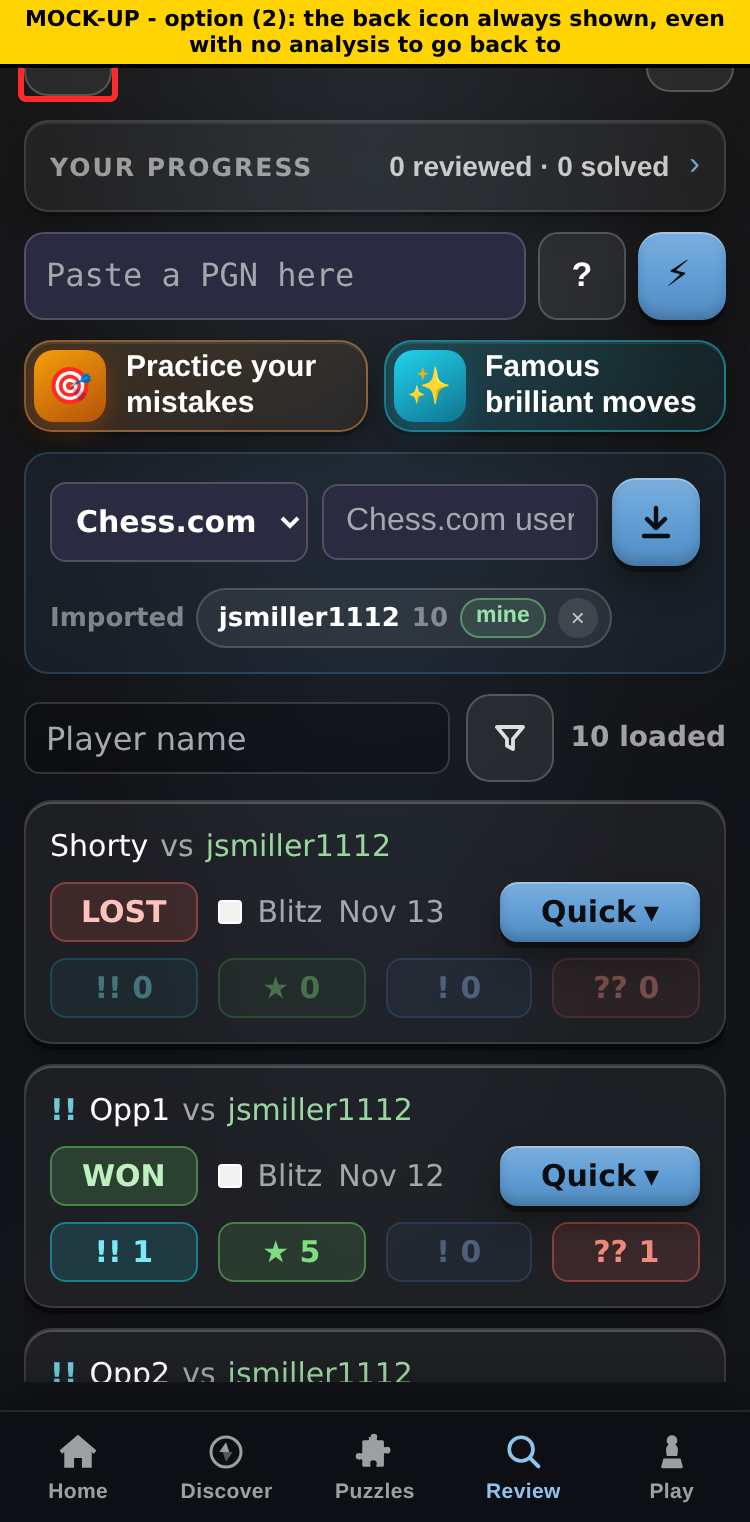 MOCK-UP - option (2): the back icon always shown, even
with no analysis to go back to
YOUR PROGRESS 0 reviewed · 0 solved ›
Paste a PGN here ? ⚡
Practice your
mistakes
Famous
brilliant moves
Chess.com Chess.com user
Imported jsmiller1112 10 mine ×
Player name 10 loaded
Shorty vs jsmiller1112
LOST Blitz Nov 13 Quick ▾
!! 0 ★ 0 ! 0 ?? 0
!! Opp1 vs jsmiller1112
WON Blitz Nov 12 Quick ▾
!! 1 ★ 5 ! 0 ?? 1
!! Opp2 vs jsmiller1112
Home Discover Puzzles Review Play